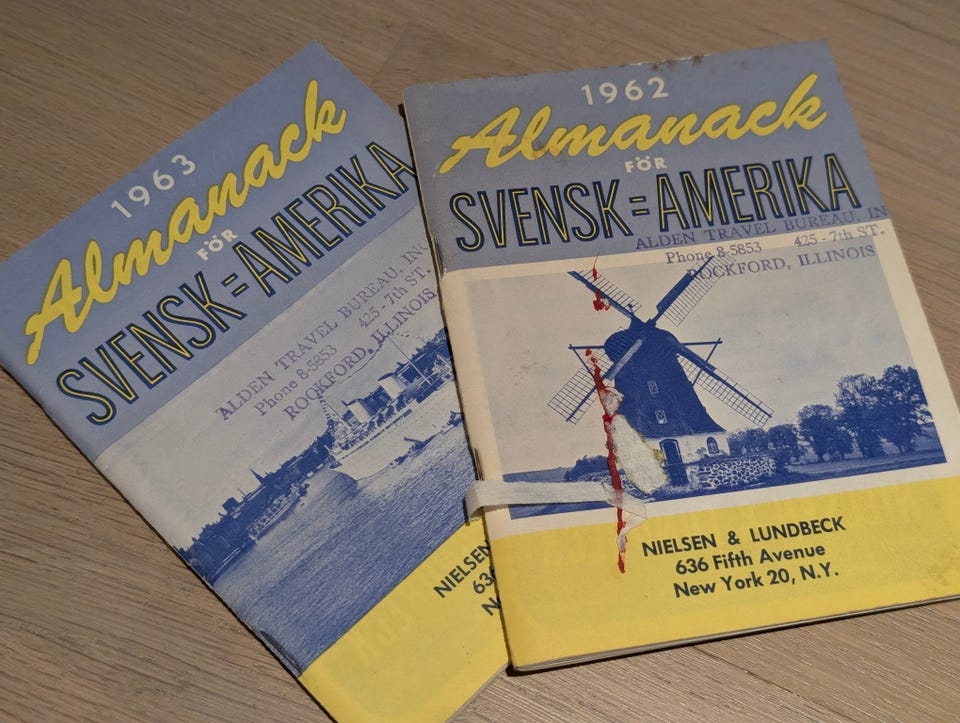 1963
Almanack
FÖR
SVENSK=AMERIKA
ALDEN TRAVEL BUREAU, INC
Phone 8-5853 425 - 7th ST.
ROCKFORD, ILLINOIS
NIELSEN
1962
Almanack
FÖR
SVENSK=AMERIKA
ALDEN TRAVEL BUREAU, IN
Phone 8-5853 425 - 7th ST.
ROCKFORD, ILLINOIS
NIELSEN & LUNDBECK
636 Fifth Avenue
New York 20, N.Y.